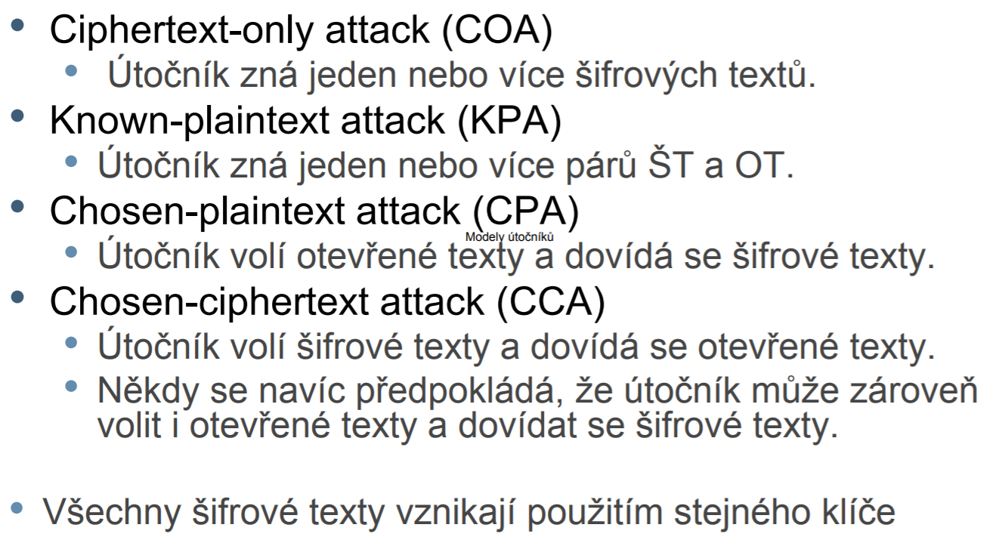 Ciphertext-only attack (COA)
Útočník zná jeden nebo více šifrových textů.
Known-plaintext attack (KPA)
Útočník zná jeden nebo více párů ŠT a OT.
Chosen-plaintext attack (CPA)
Modely útočníků
Útočník volí otevřené texty a dovídá se šifrové texty.
Chosen-ciphertext attack (CCA)
Útočník volí šifrové texty a dovídá se otevřené texty.
Někdy se navíc předpokládá, že útočník může zároveň
volit i otevřené texty a dovídat se šifrové texty.
Všechny šifrové texty vznikají použitím stejného klíče